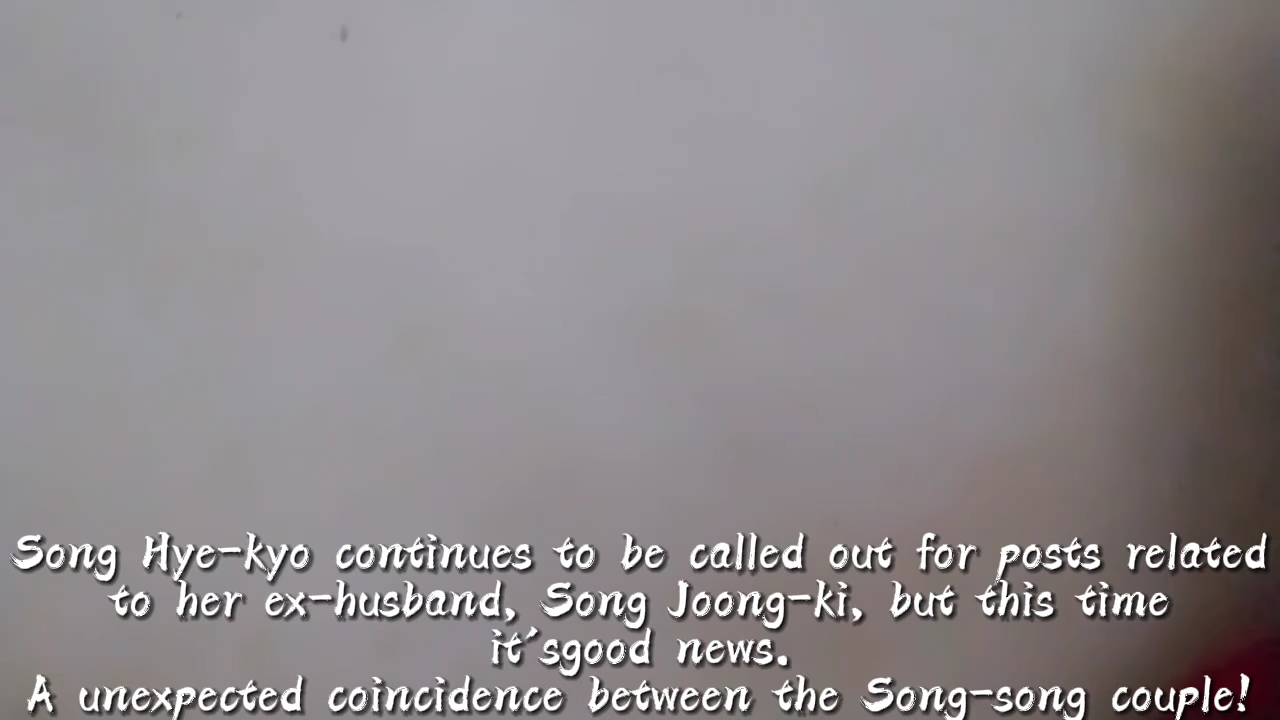 Song Hye-kyo continues to be called out for posts related
to her ex-husband, Song Joong-ki, but this time
it'sgood news.
A unexpected coincidence between the Song-song couple!